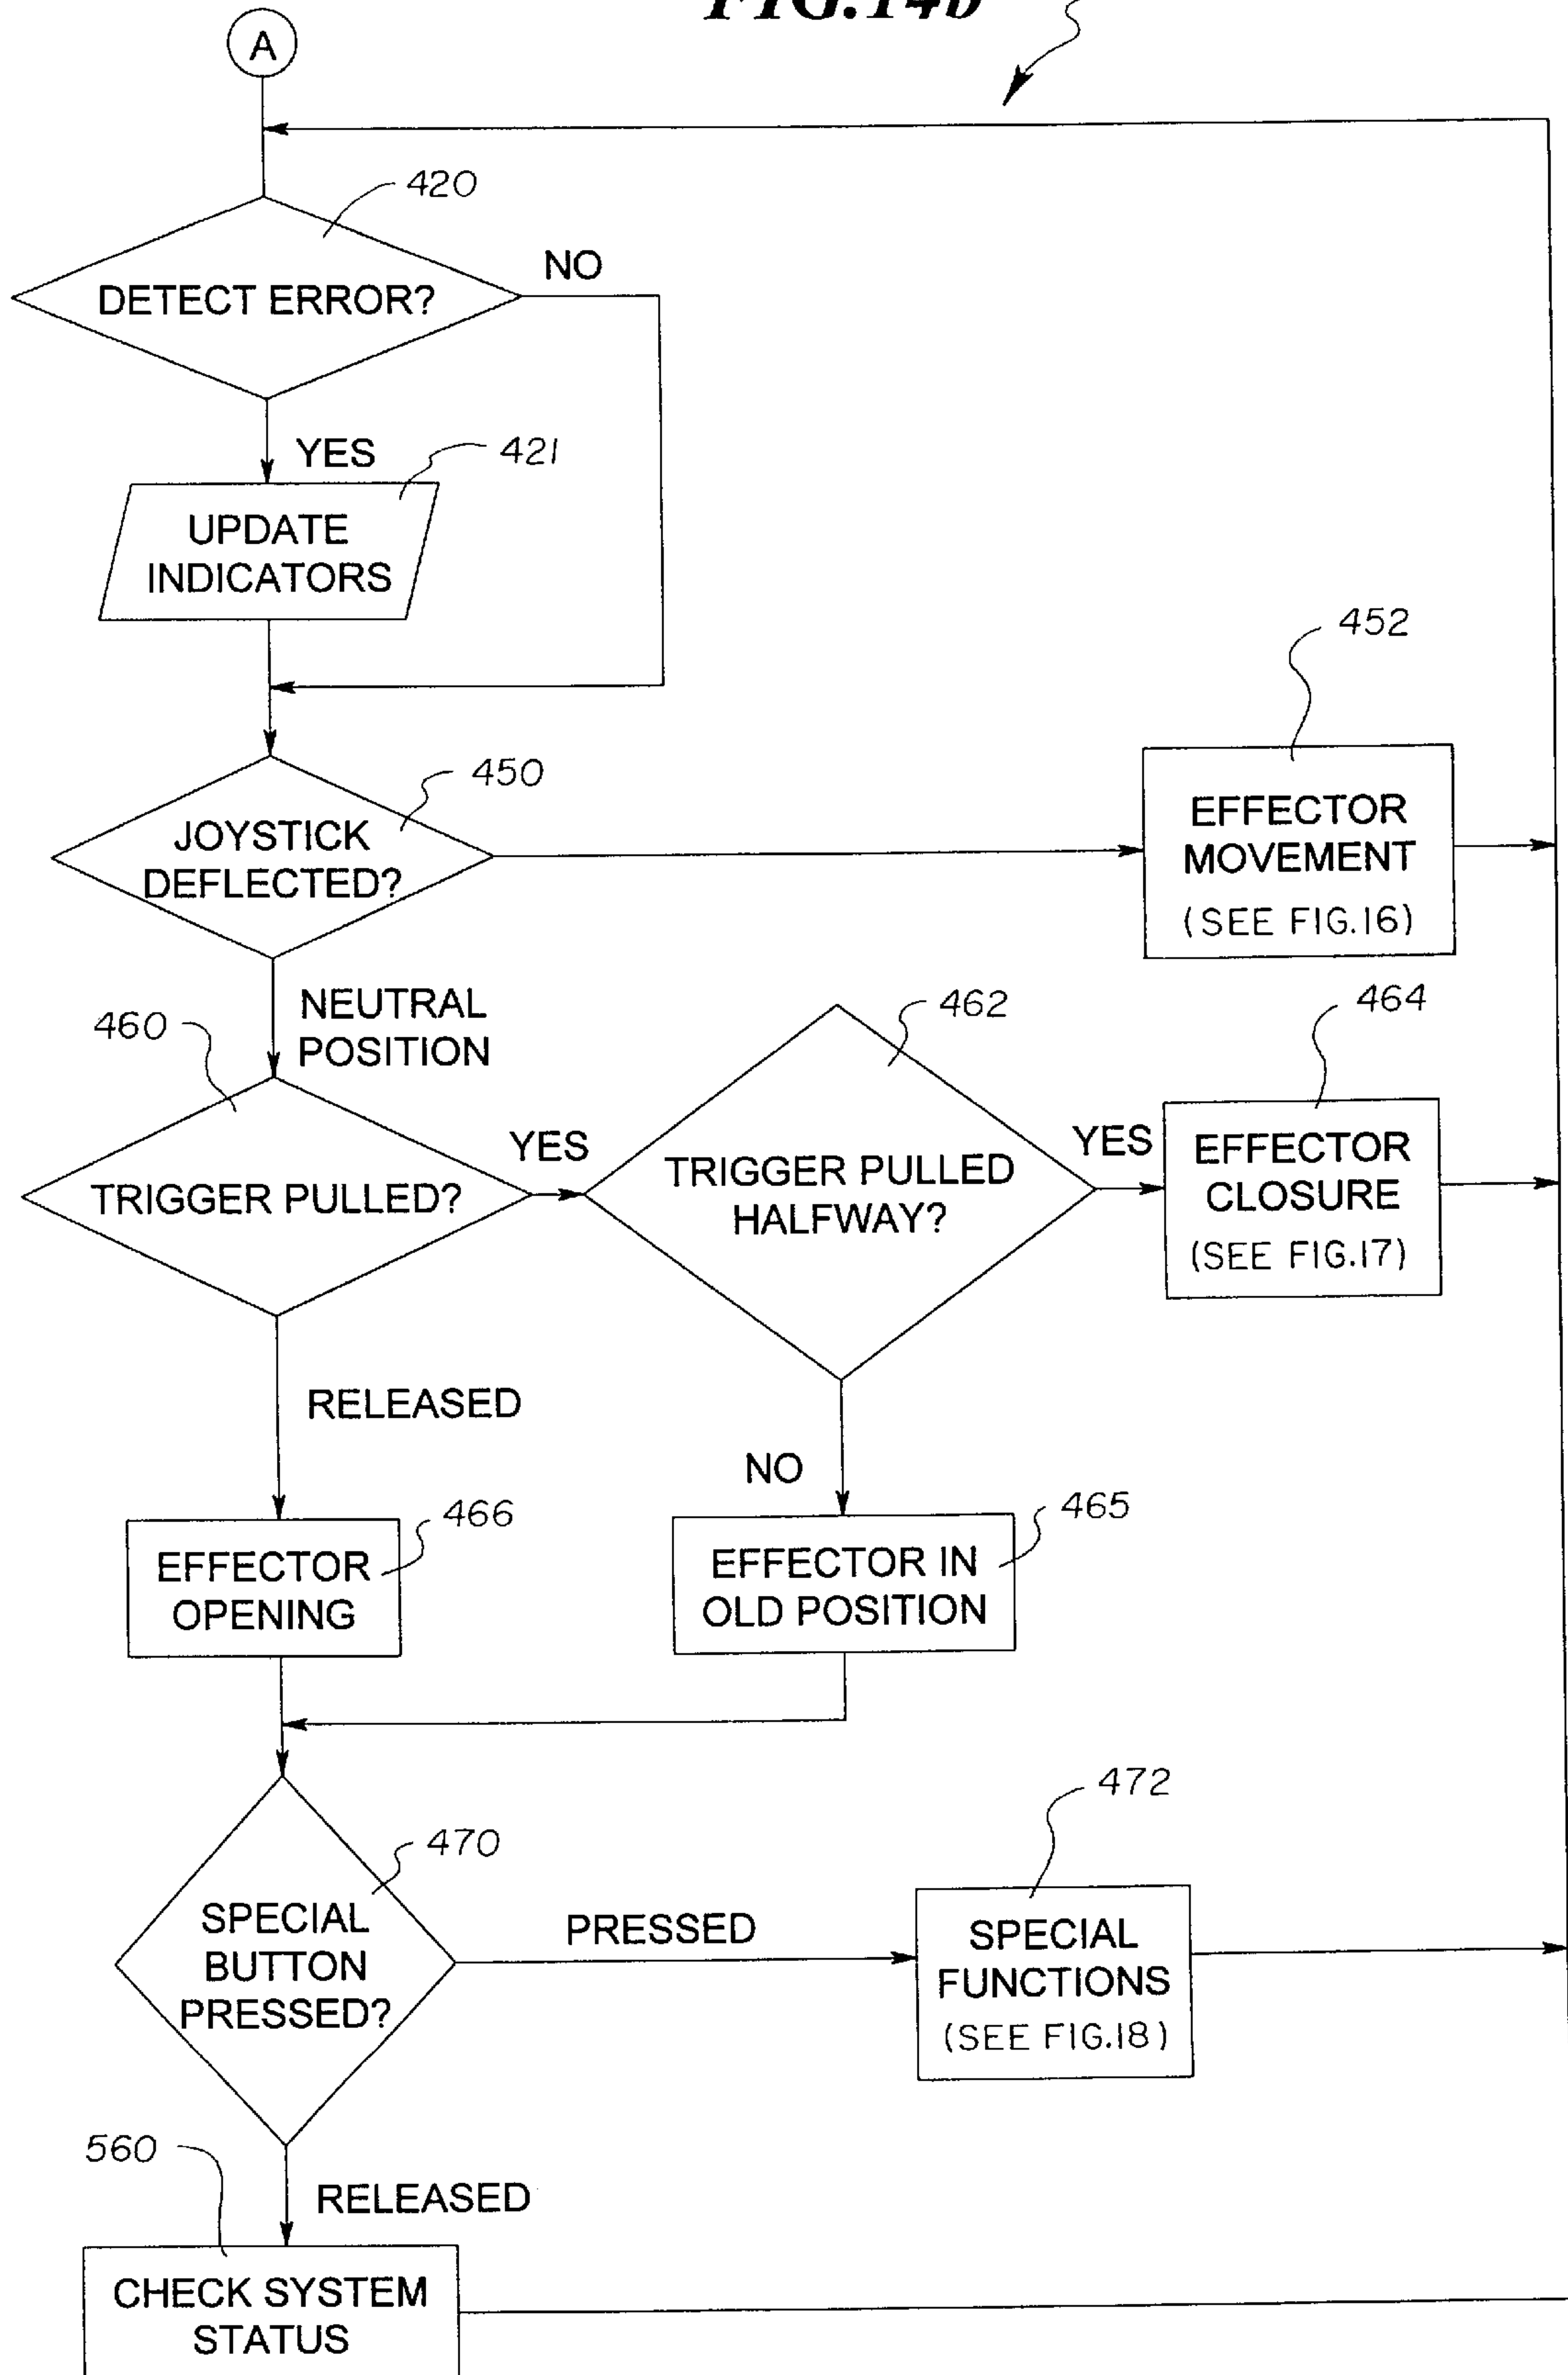 FIG.14b
A
420
DETECT ERROR?
NO
YES
421
UPDATE
INDICATORS
450
JOYSTICK
DEFLECTED?
452
EFFECTOR
MOVEMENT
(SEE FIG.16)
NEUTRAL
POSITION
460
TRIGGER PULLED?
YES
462
TRIGGER PULLED
HALFWAY?
YES
464
EFFECTOR
CLOSURE
(SEE FIG.17)
RELEASED
NO
466
EFFECTOR
OPENING
465
EFFECTOR IN
OLD POSITION
470
SPECIAL
BUTTON
PRESSED?
PRESSED
472
SPECIAL
FUNCTIONS
(SEE FIG.18)
560
RELEASED
CHECK SYSTEM
STATUS